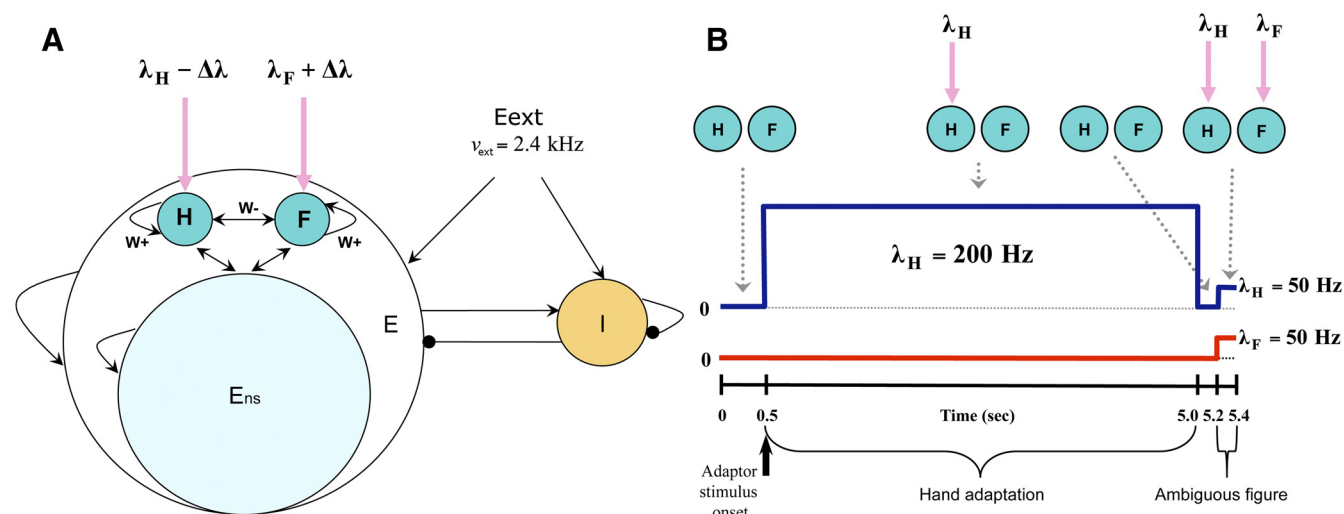 A
λH − Δλ λF + Δλ
Eext
νext = 2.4 kHz
H W- F
W+ W+
E
I
Ens
B
λH λH λF
H F H F H F H F
λH = 200 Hz
0
λH = 50 Hz
0
λF = 50 Hz
0 0.5 Time (sec) 5.0 5.2 5.4
Adaptor
stimulus
onset
Hand adaptation
Ambiguous figure